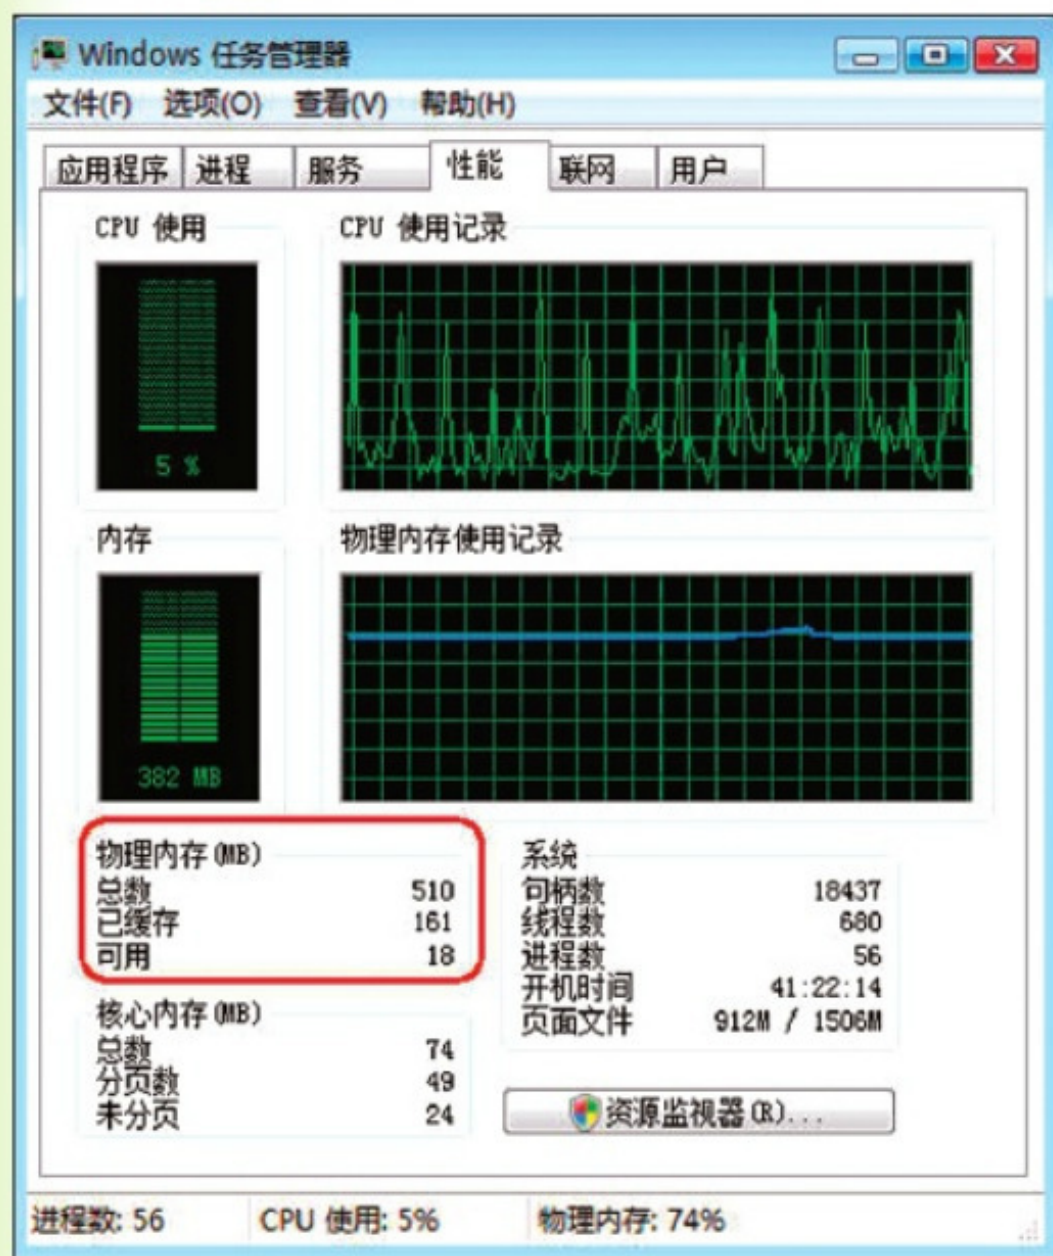 Windows 任务管理器
文件(F) 选项(O) 查看(V) 帮助(H)
应用程序 进程 服务 性能 联网 用户
CPU 使用 CPU 使用记录
5 %
内存 物理内存使用记录
382 MB
物理内存(MB)
总数 510
已缓存 161
可用 18
系统
句柄数 18437
线程数 680
进程数 56
开机时间 41:22:14
页面文件 912M / 1506M
核心内存(MB)
总数 74
分页数 49
未分页 24
资源监视器(R)...
进程数: 56 CPU 使用: 5% 物理内存: 74%